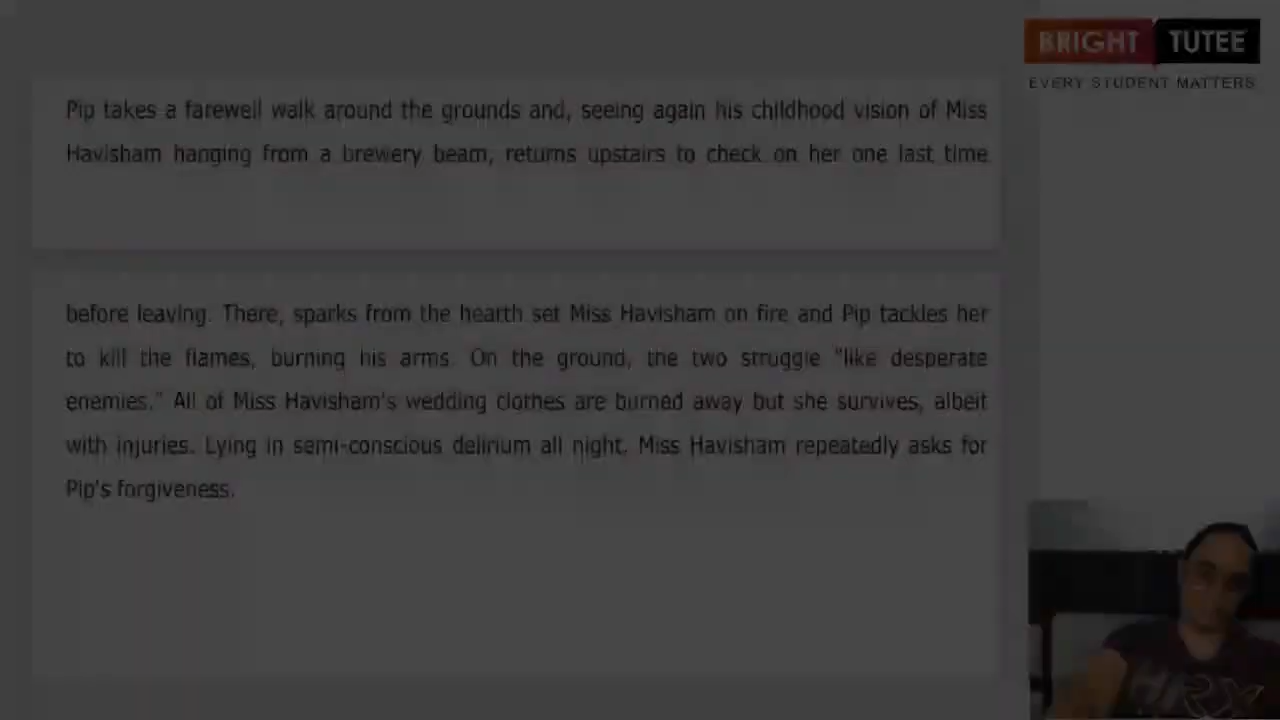 BRIGHT TUTEE
EVERY STUDENT MATTERS
Pip takes a farewell walk around the grounds and, seeing again his childhood vision of Miss
Havisham hanging from a brewery beam, returns upstairs to check on her one last time
before leaving. There, sparks from the hearth set Miss Havisham on fire and Pip tackles her
to kill the flames, burning his arms. On the ground, the two struggle "like desperate
enemies." All of Miss Havisham's wedding clothes are burned away but she survives, albeit
with injuries. Lying in semi-conscious delirium all night, Miss Havisham repeatedly asks for
Pip's forgiveness.
HRX